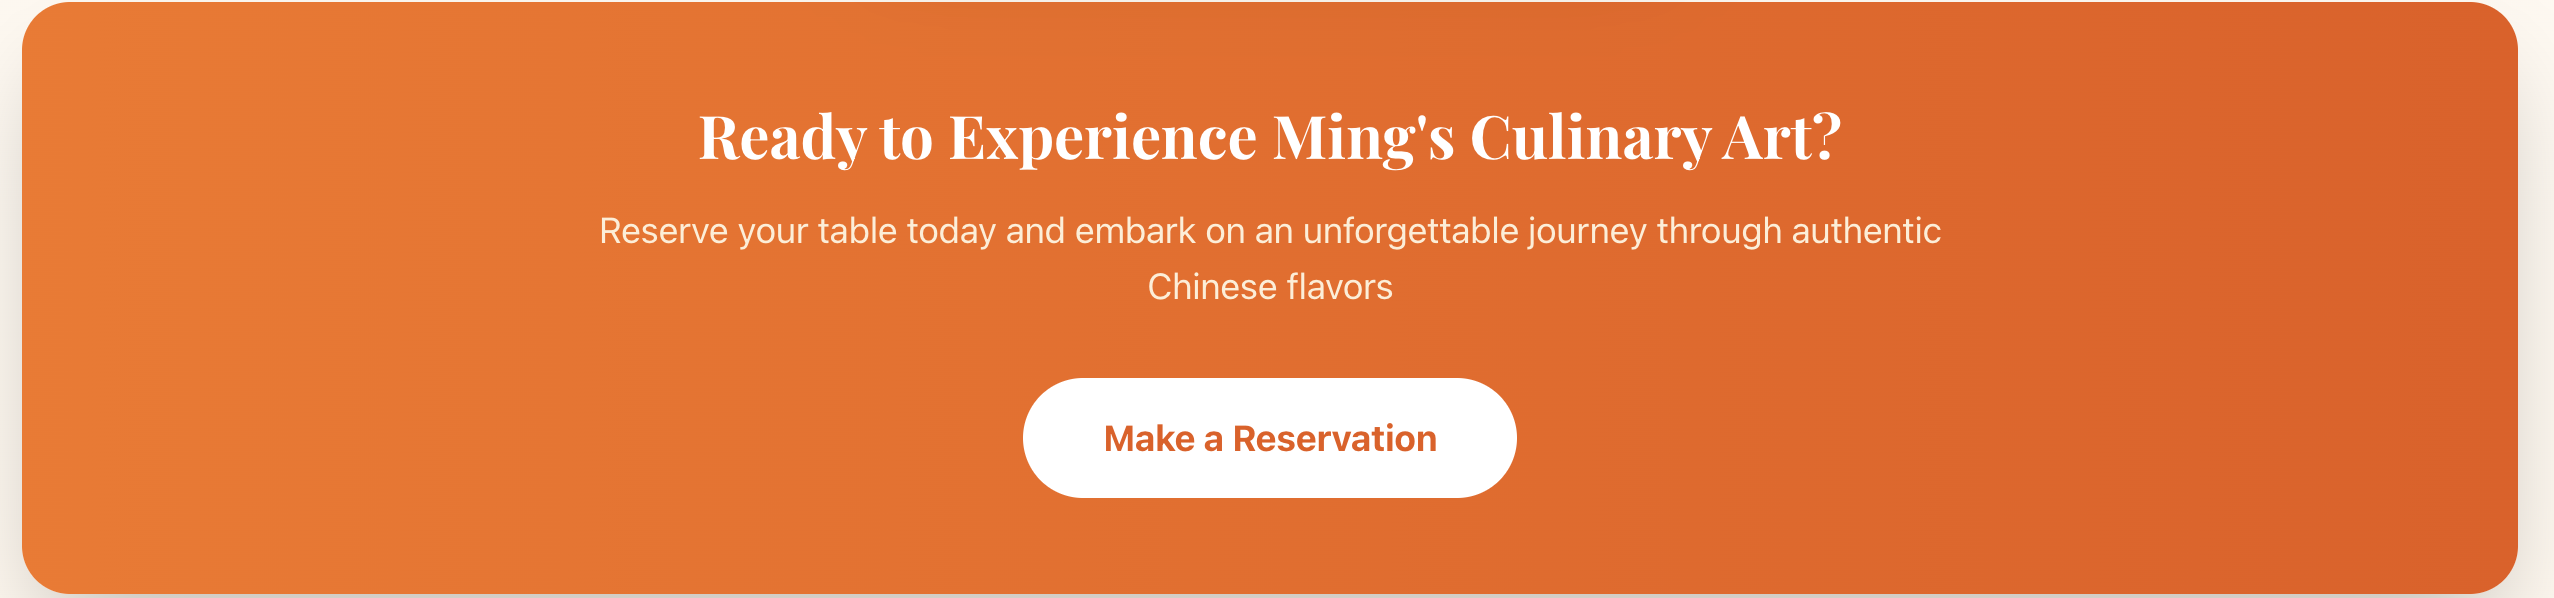 Ready to Experience Ming's Culinary Art?
Reserve your table today and embark on an unforgettable journey through authentic
Chinese flavors
Make a Reservation